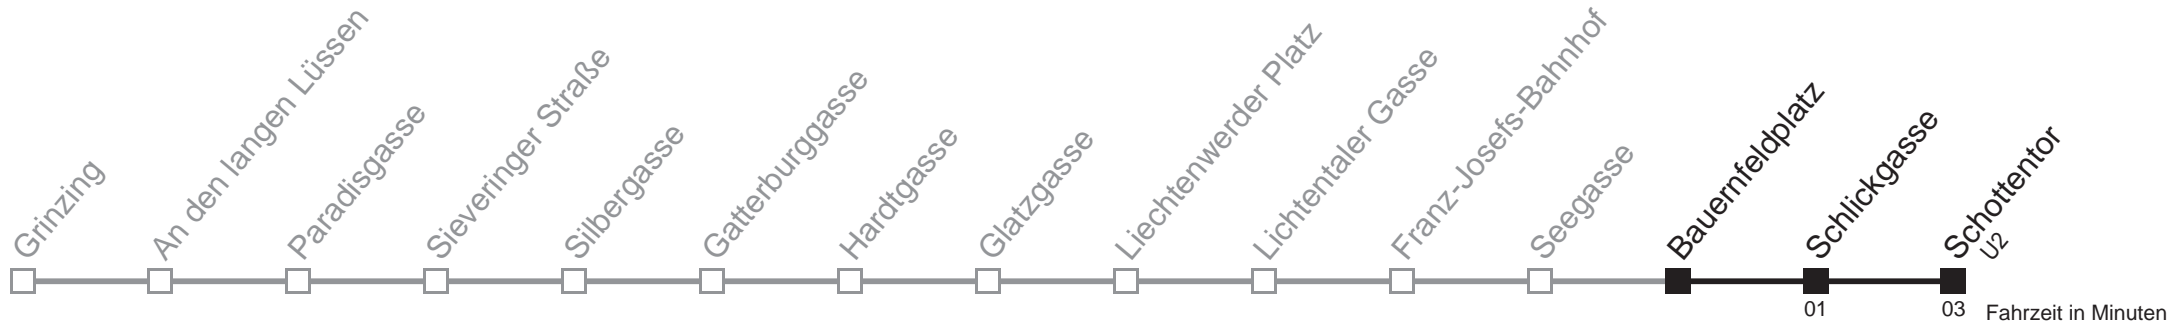 Grinzing
An den langen Lüssen
Paradisgasse
Sieveringer Straße
Silbergasse
Gatterburggasse
Hardtgasse
Glatzgasse
Liechtenwerder Platz
Lichtentaler Gasse
Franz-Josefs-Bahnhof
Seegasse
Bauernfeldplatz
Schlickgasse
Schottentor
U2
01
03
Fahrzeit in Minuten